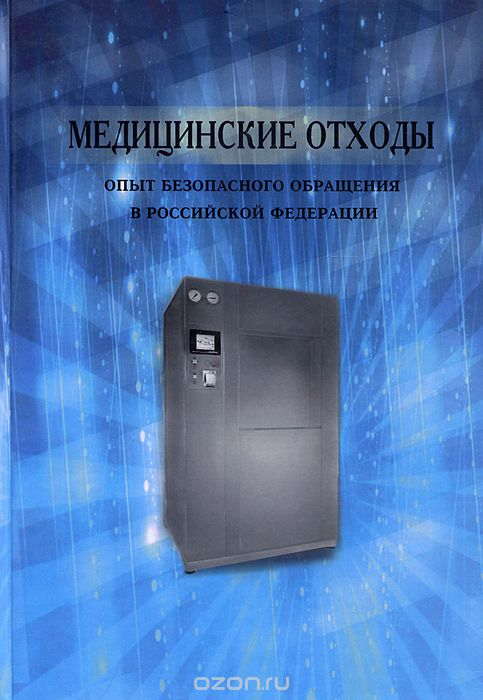 МЕДИЦИНСКИЕ ОТХОДЫ
ОПЫТ БЕЗОПАСНОГО ОБРАЩЕНИЯ
В РОССИЙСКОЙ ФЕДЕРАЦИИ
ozon.ru